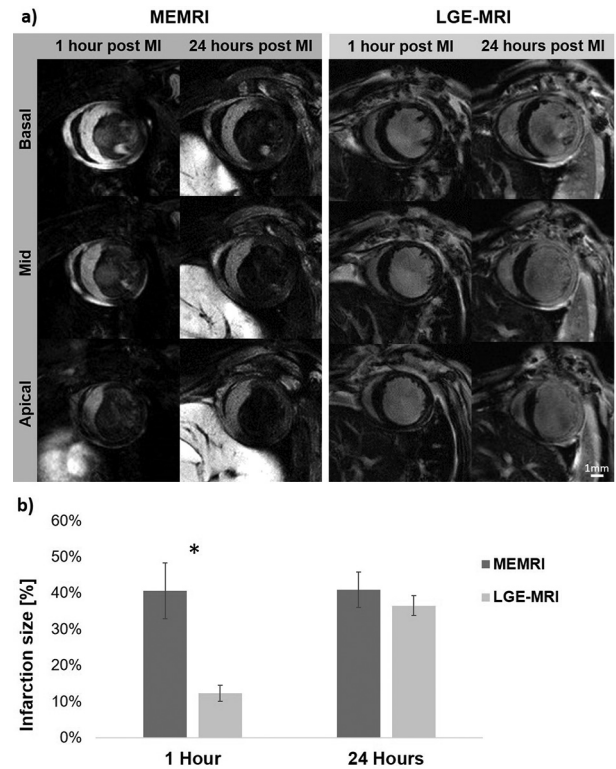 a)
MEMRI
LGE-MRI
1 hour post MI
24 hours post MI
1 hour post MI
24 hours post MI
Basal
Mid
Apical
1mm
b)
60%
50%
40%
30%
20%
10%
0%
Infarction size [%]
*
MEMRI
LGE-MRI
1 Hour
24 Hours